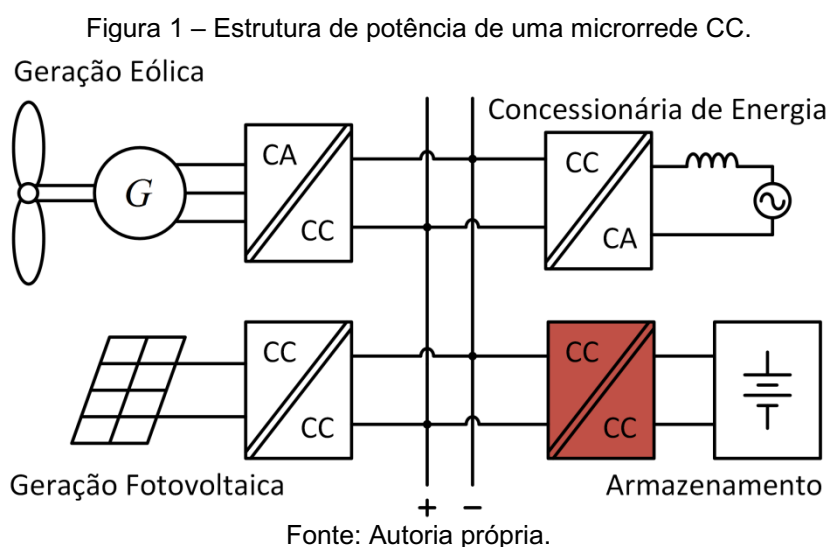 Figura 1 – Estrutura de potência de uma microrrede CC.
Geração Eólica
Concessionária de Energia
G
CA
CC
CC
CA
CC
CC
CC
CC
Geração Fotovoltaica
Armazenamento
+ −
Fonte: Autoria própria.